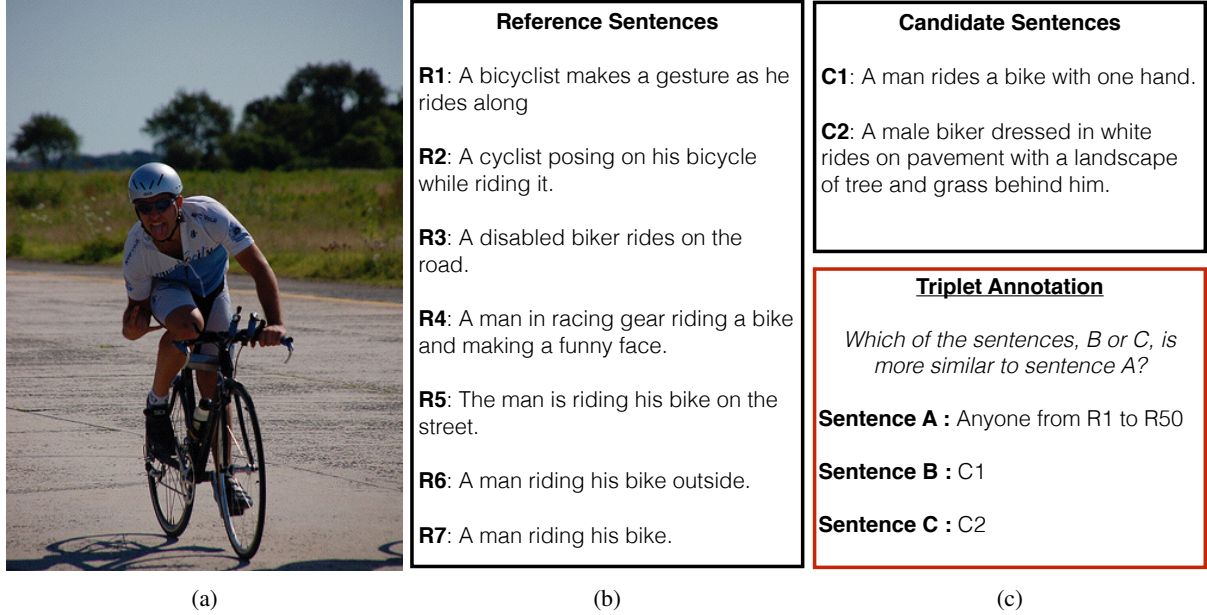 Reference Sentences
R1: A bicyclist makes a gesture as he
rides along
R2: A cyclist posing on his bicycle
while riding it.
R3: A disabled biker rides on the
road.
R4: A man in racing gear riding a bike
and making a funny face.
R5: The man is riding his bike on the
street.
R6: A man riding his bike outside.
R7: A man riding his bike.
Candidate Sentences
C1: A man rides a bike with one hand.
C2: A male biker dressed in white
rides on pavement with a landscape
of tree and grass behind him.
Triplet Annotation
Which of the sentences, B or C, is
more similar to sentence A?
Sentence A : Anyone from R1 to R50
Sentence B : C1
Sentence C : C2
(a)
(b)
(c)